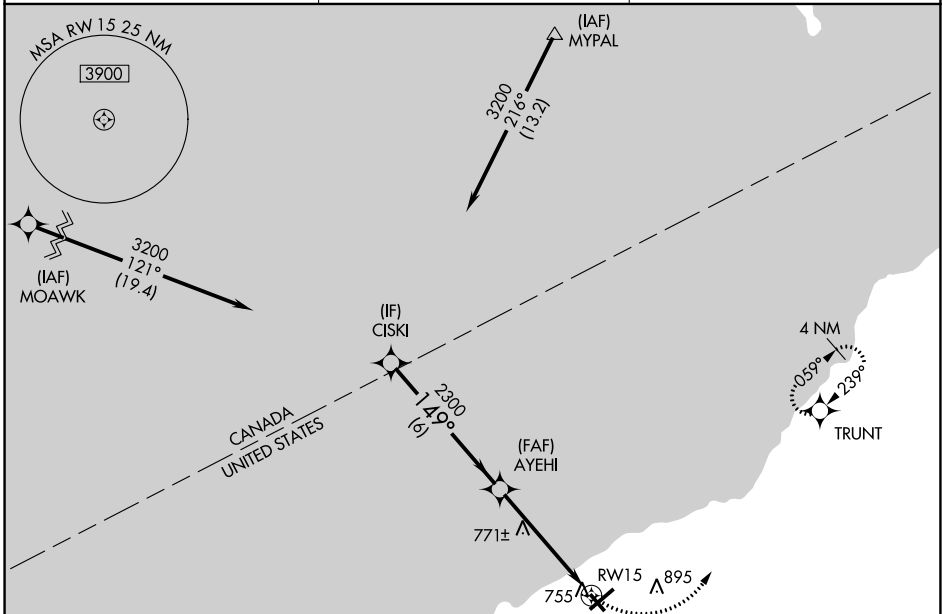 MSA RW 15 25 NM
3900
(IAF)
MYPAL
3200
216°
(13.2)
3200
121°
(19.4)
(IAF)
MOAWK
(IF)
CISKI
4 NM
059°
239°
TRUNT
2300
149°
(6)
CANADA
UNITED STATES
(FAF)
AYEHI
771±
RW15
755
895